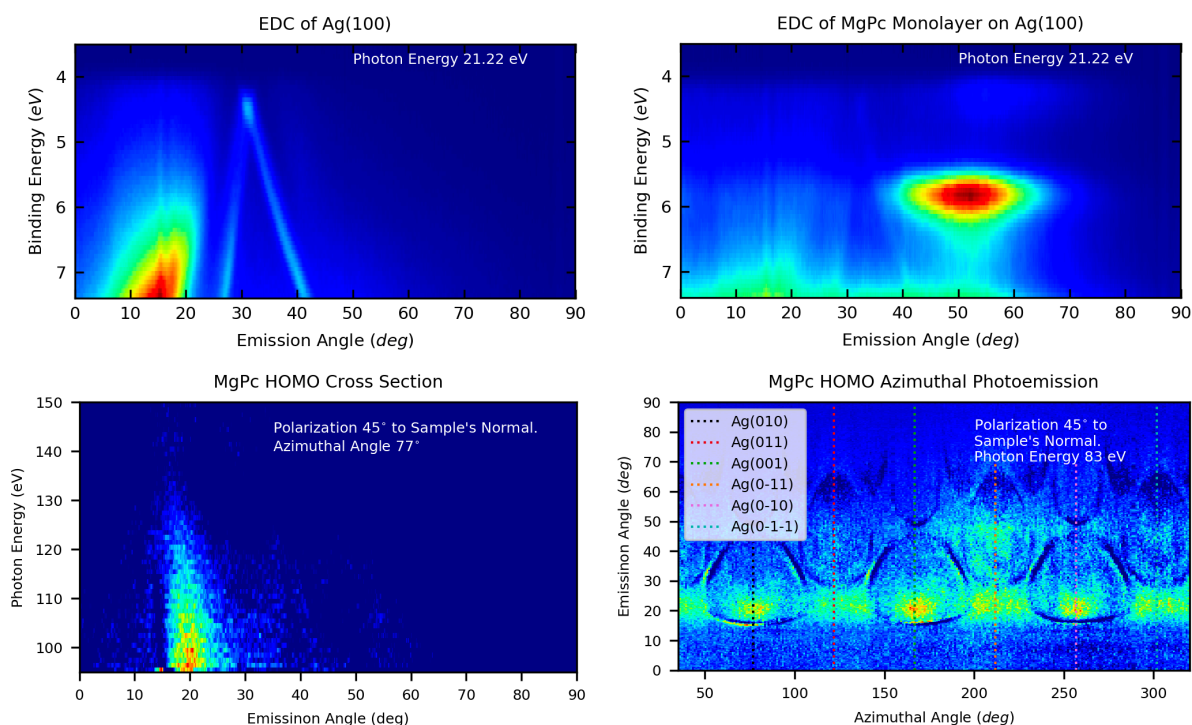 EDC of Ag(100)
Photon Energy 21.22 eV
Binding Energy (eV)
4
5
6
7
0 10 20 30 40 50 60 70 80 90
Emission Angle (deg)
EDC of MgPc Monolayer on Ag(100)
Photon Energy 21.22 eV
Binding Energy (eV)
4
5
6
7
0 10 20 30 40 50 60 70 80 90
Emission Angle (deg)
MgPc HOMO Cross Section
Polarization 45° to Sample's Normal.
Azimuthal Angle 77°
Photon Energy (eV)
150
140
130
120
110
100
0 10 20 30 40 50 60 70 80 90
Emissinon Angle (deg)
MgPc HOMO Azimuthal Photoemission
Ag(010)
Ag(011)
Ag(001)
Ag(0-11)
Ag(0-10)
Ag(0-1-1)
Polarization 45° to
Sample's Normal.
Photon Energy 83 eV
Emissinon Angle (deg)
90
80
70
60
50
40
30
20
10
0
50 100 150 200 250 300
Azimuthal Angle (deg)